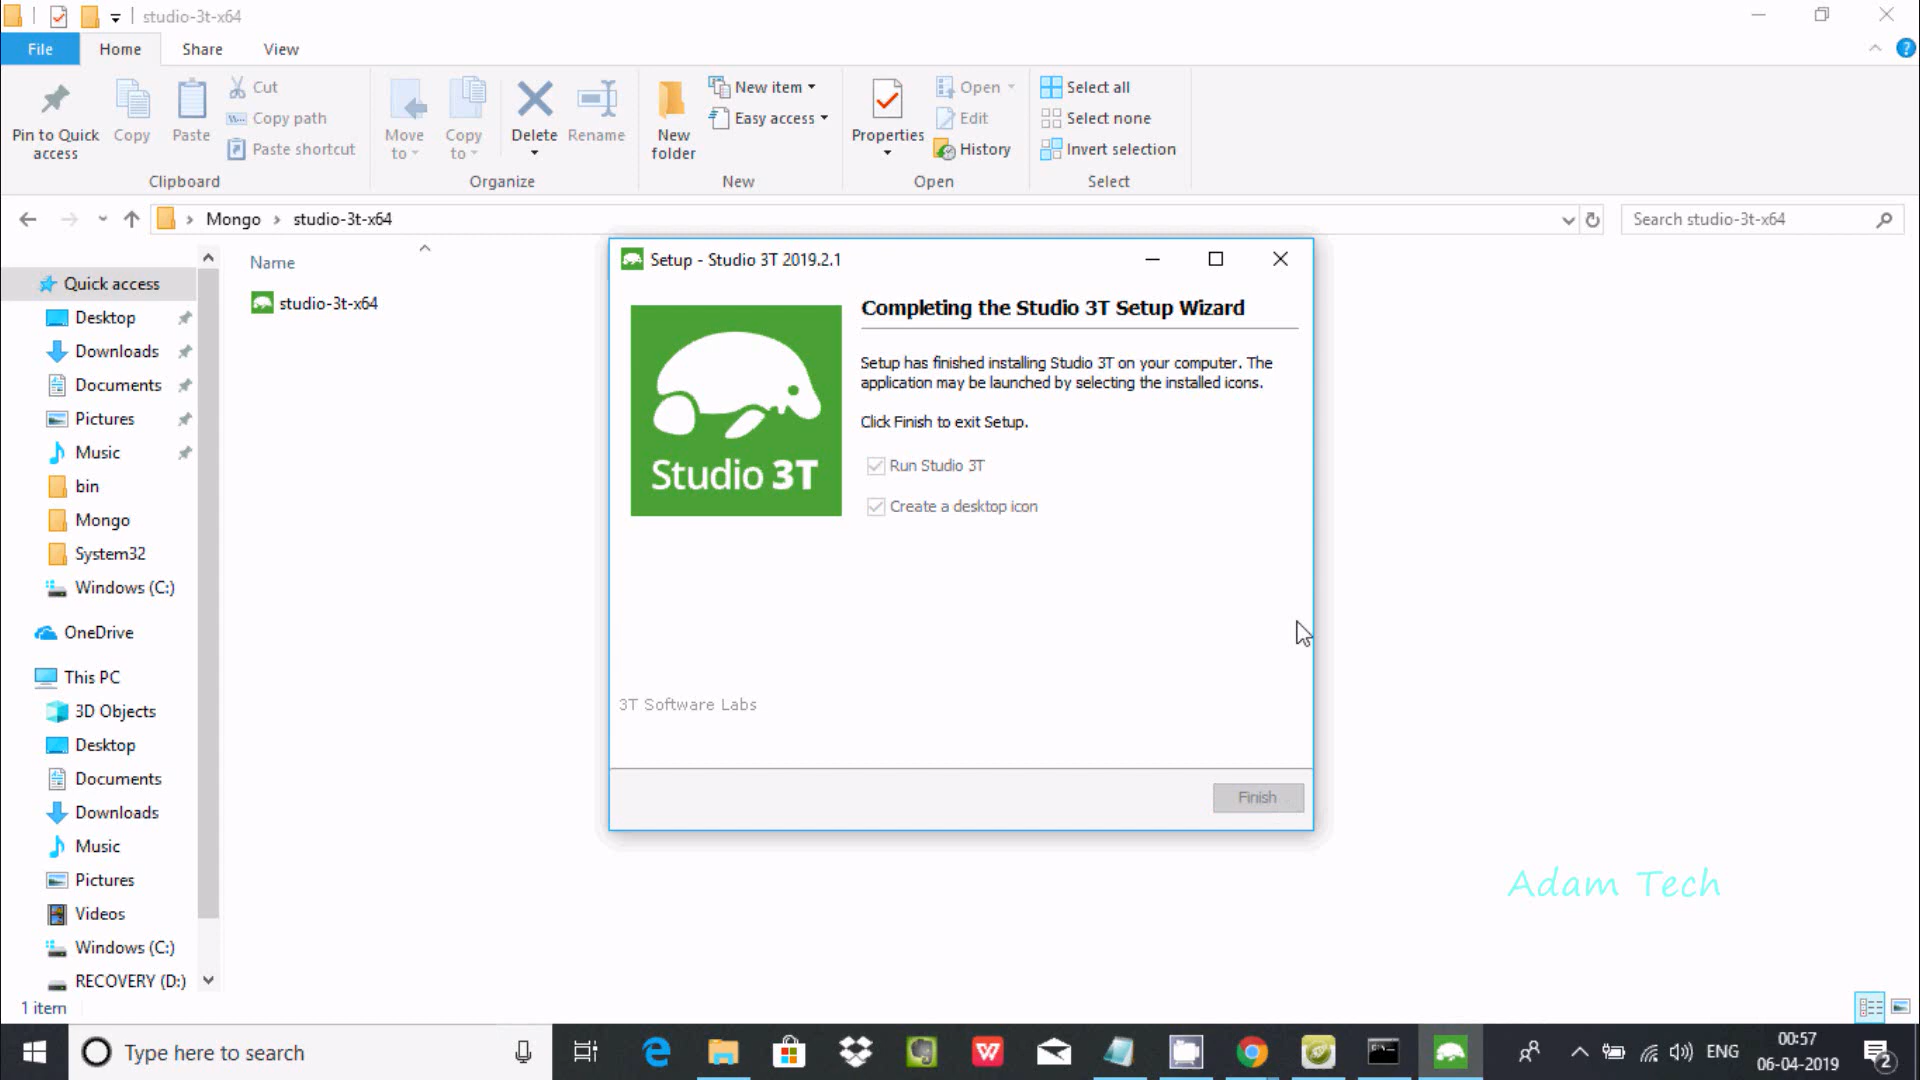 studio-3t-x64
File
Home
Share
View
Pin to Quick
access
Copy
Paste
Cut
Copy path
Paste shortcut
Clipboard
Move
to
Copy
to
Delete
Rename
Organize
New
folder
New item
Easy access
New
Properties
Open
Edit
History
Open
Select all
Select none
Invert selection
Select
Mongo
studio-3t-x64
Search studio-3t-x64
Quick access
Desktop
Downloads
Documents
Pictures
Music
bin
Mongo
System32
Windows (C:)
OneDrive
This PC
3D Objects
Desktop
Documents
Downloads
Music
Pictures
Videos
Windows (C:)
RECOVERY (D:)
1 item
Name
studio-3t-x64
Setup - Studio 3T 2019.2.1
Studio 3T
Completing the Studio 3T Setup Wizard
Setup has finished installing Studio 3T on your computer. The
application may be launched by selecting the installed icons.
Click Finish to exit Setup.
Run Studio 3T
Create a desktop icon
3T Software Labs
Finish
Adam Tech
Type here to search
ENG
00:57
06-04-2019
2